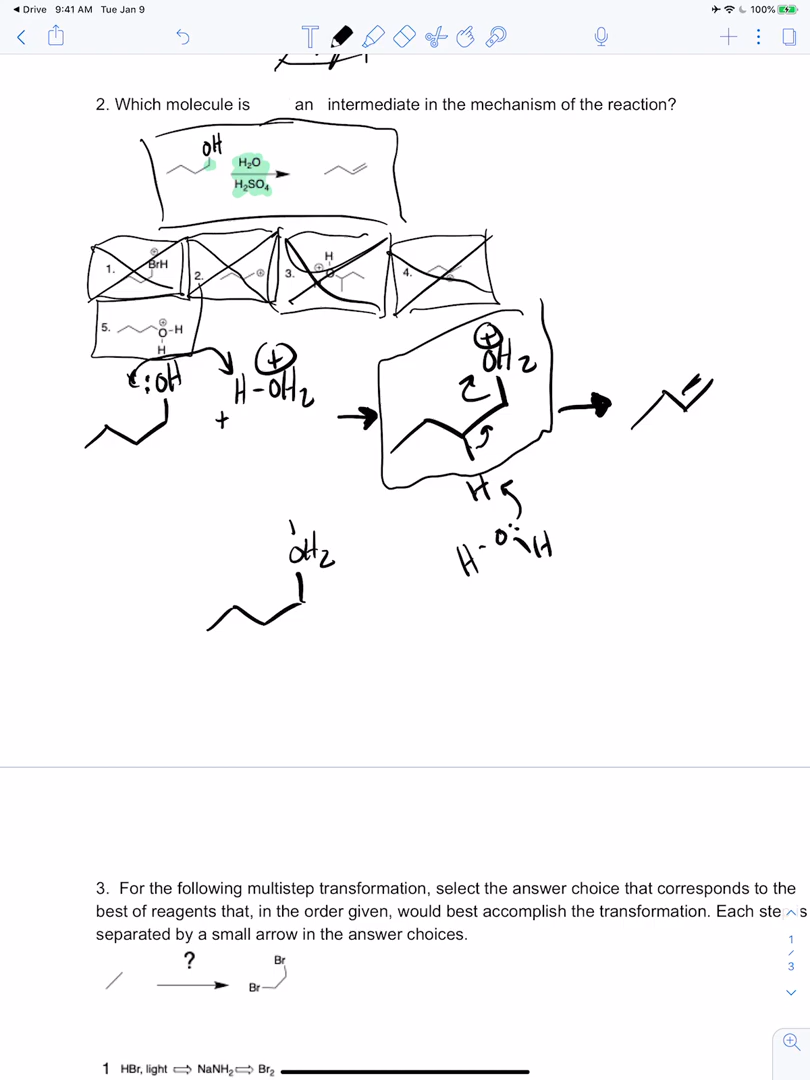 Drive 9:41 AM Tue Jan 9 100%
T
2. Which molecule is an intermediate in the mechanism of the reaction?
OH
H₂O
H₂SO₄
1. ⊕ BrH
2. ⊕
3. H ⊕
4.
5. ⊕ O-H
H
:OH
H-OH₂ ⊕
+
⊕
OH₂
H
H-O:
H
OH₂
3. For the following multistep transformation, select the answer choice that corresponds to the
best of reagents that, in the order given, would best accomplish the transformation. Each ste s
separated by a small arrow in the answer choices.
1
/
3
?
Br
Br
1 HBr, light ⇨ NaNH₂ ⇨ Br₂